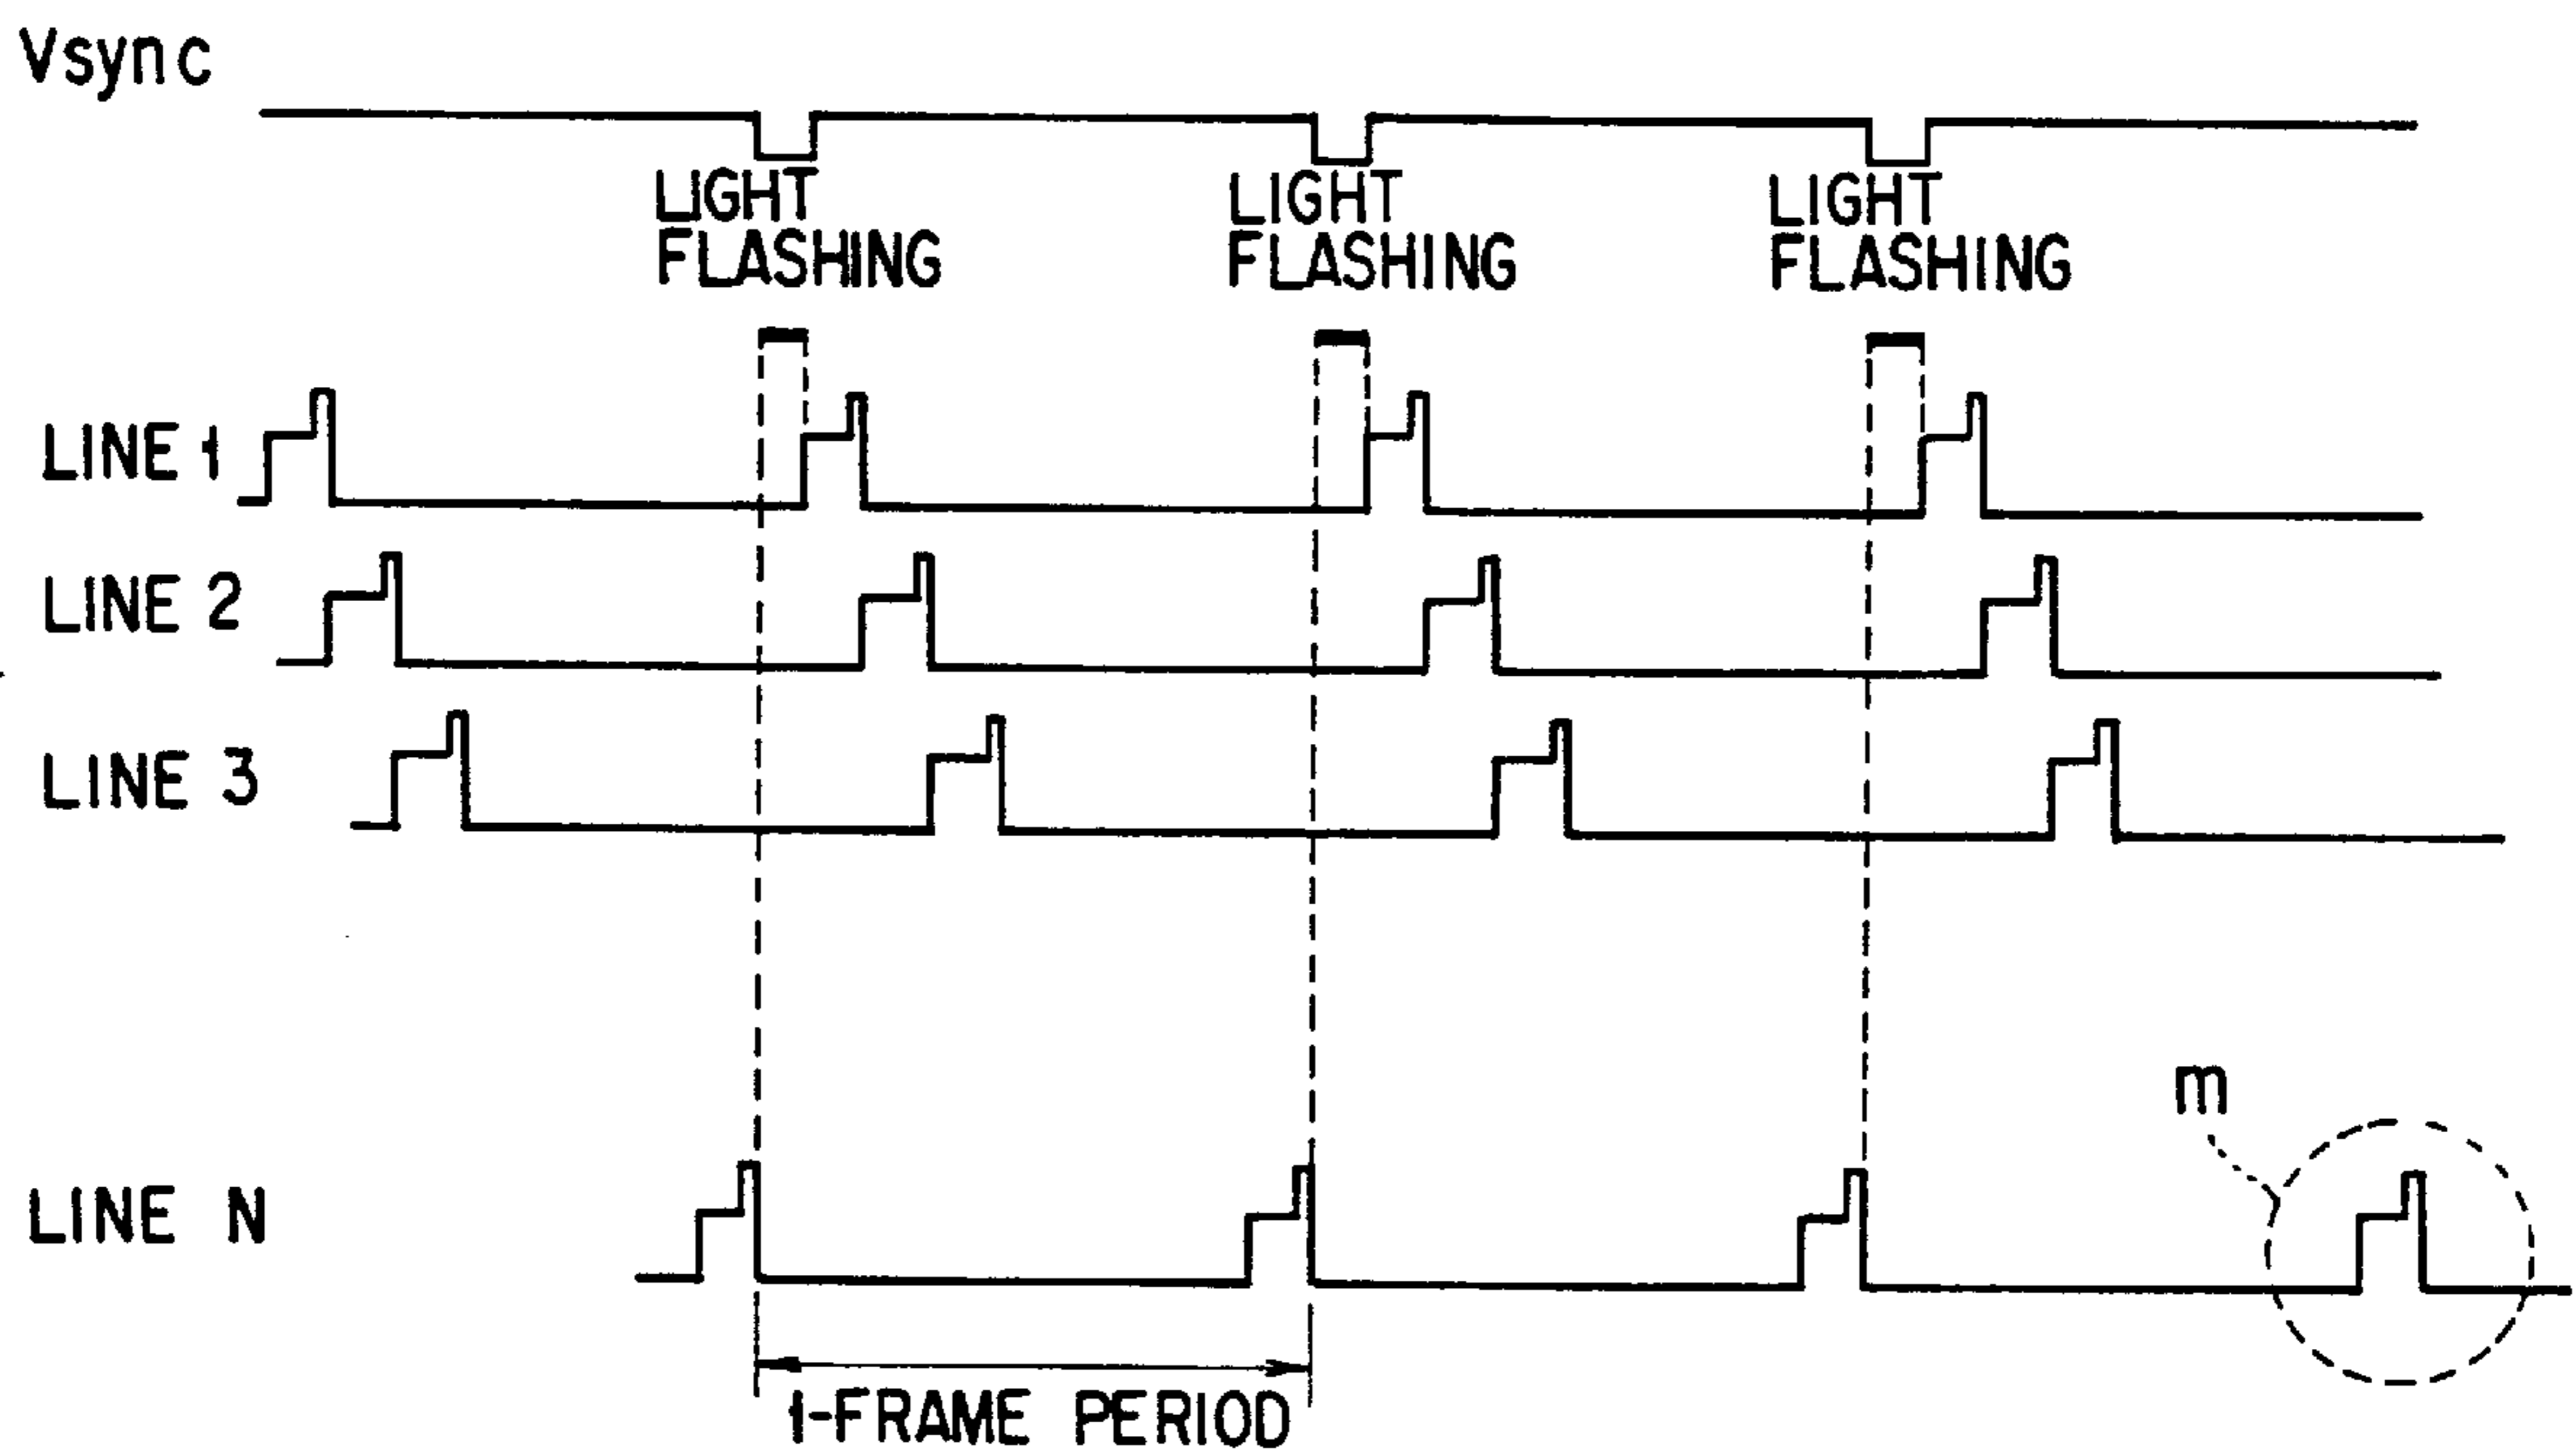 Vsync
LIGHT
FLASHING
LIGHT
FLASHING
LIGHT
FLASHING
LINE 1
LINE 2
LINE 3
m
LINE N
1-FRAME PERIOD